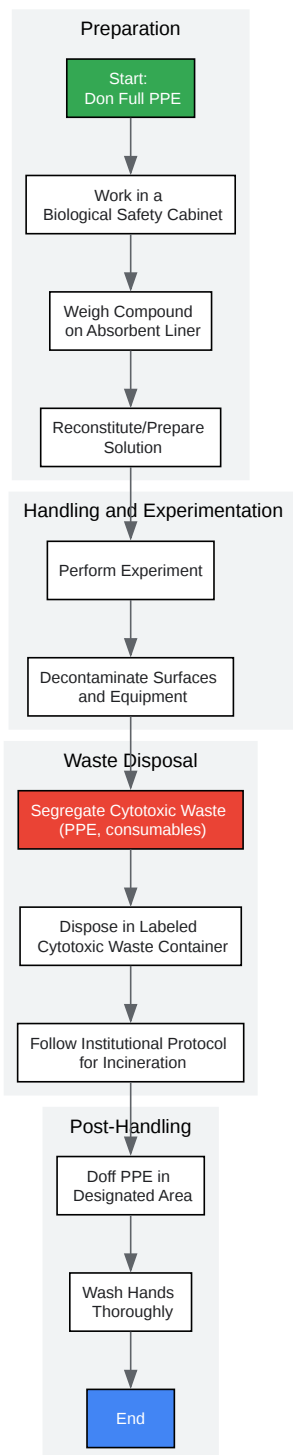 Preparation
Start:
Don Full PPE
Work in a
Biological Safety Cabinet
Weigh Compound
on Absorbent Liner
Reconstitute/Prepare
Solution
Handling and Experimentation
Perform Experiment
Decontaminate Surfaces
and Equipment
Waste Disposal
Segregate Cytotoxic Waste
(PPE, consumables)
Dispose in Labeled
Cytotoxic Waste Container
Follow Institutional Protocol
for Incineration
Post-Handling
Doff PPE in
Designated Area
Wash Hands
Thoroughly
End